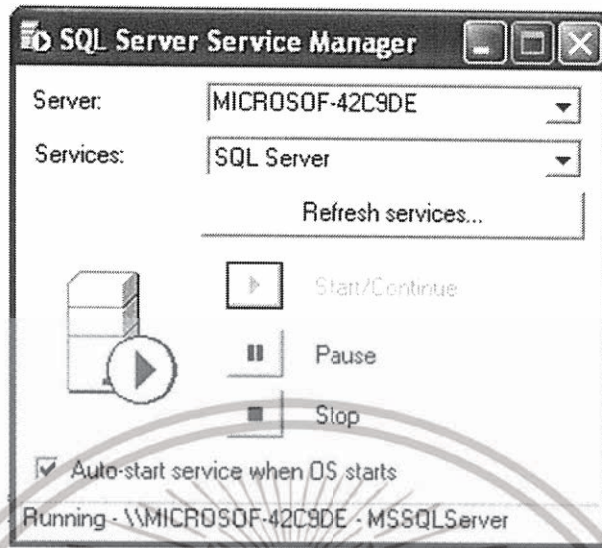 SQL Server Service Manager
Server: MICROSOF-42C9DE
Services: SQL Server
Refresh services...
Start/Continue
Pause
Stop
Auto-start service when OS starts
Running - \\MICROSOF-42C9DE - MSSQLServer